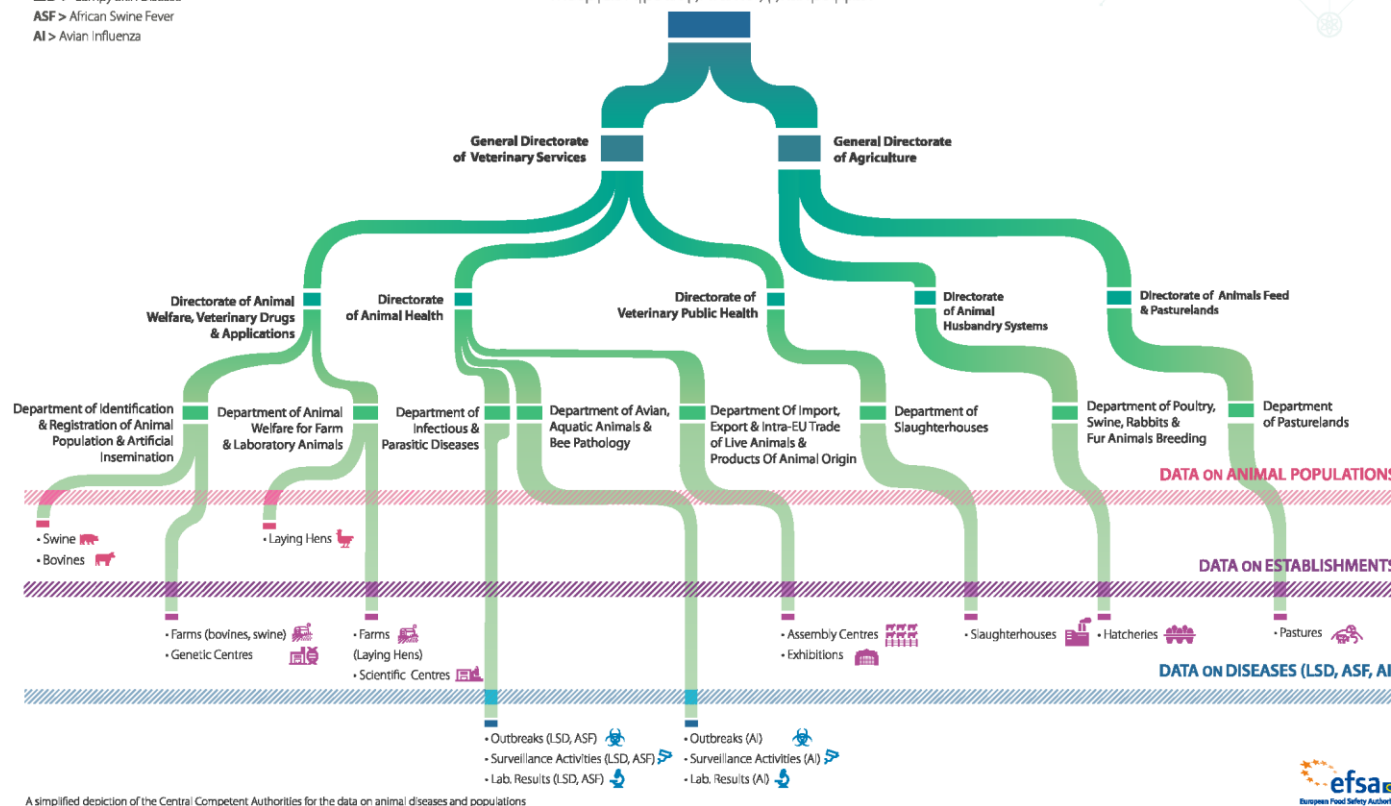 ASF > African Swine Fever
AI > Avian Influenza
General Directorate
of Veterinary Services
General Directorate
of Agriculture
Directorate of Animal
Welfare, Veterinary Drugs
& Applications
Directorate
of Animal Health
Directorate of
Veterinary Public Health
Directorate
of Animal
Husbandry Systems
Directorate of Animals Feed
& Pasturelands
Department of Identification
& Registration of Animal
Population & Artificial
Insemination
Department of Animal
Welfare for Farm
& Laboratory Animals
Department of
Infectious &
Parasitic Diseases
Department of Avian,
Aquatic Animals &
Bee Pathology
Department Of Import,
Export & Intra-EU Trade
of Live Animals &
Products Of Animal Origin
Department of
Slaughterhouses
Department of Poultry,
Swine, Rabbits &
Fur Animals Breeding
Department
of Pasturelands
DATA ON ANIMAL POPULATIONS
• Swine
• Bovines
• Laying Hens
DATA ON ESTABLISHMENTS
• Farms (bovines, swine)
• Genetic Centres
• Farms
(Laying Hens)
• Scientific Centres
• Assembly Centres
• Exhibitions
• Slaughterhouses
• Hatcheries
• Pastures
DATA ON DISEASES (LSD, ASF, AI
• Outbreaks (LSD, ASF)
• Surveillance Activities (LSD, ASF)
• Lab. Results (LSD, ASF)
• Outbreaks (AI)
• Surveillance Activities (AI)
• Lab. Results (AI)
efsa
European Food Safety Authority
A simplified depiction of the Central Competent Authorities for the data on animal diseases and populations